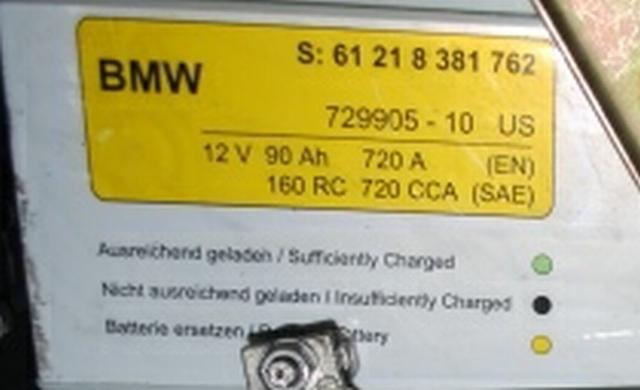 BMW
S: 61 21 8 381 762
729905 - 10 US
12 V 90 Ah 720 A (EN)
160 RC 720 CCA (SAE)
Ausreichend geladen / Sufficiently Charged
Nicht ausreichend geladen / Insufficiently Charged
Batterie ersetzen /